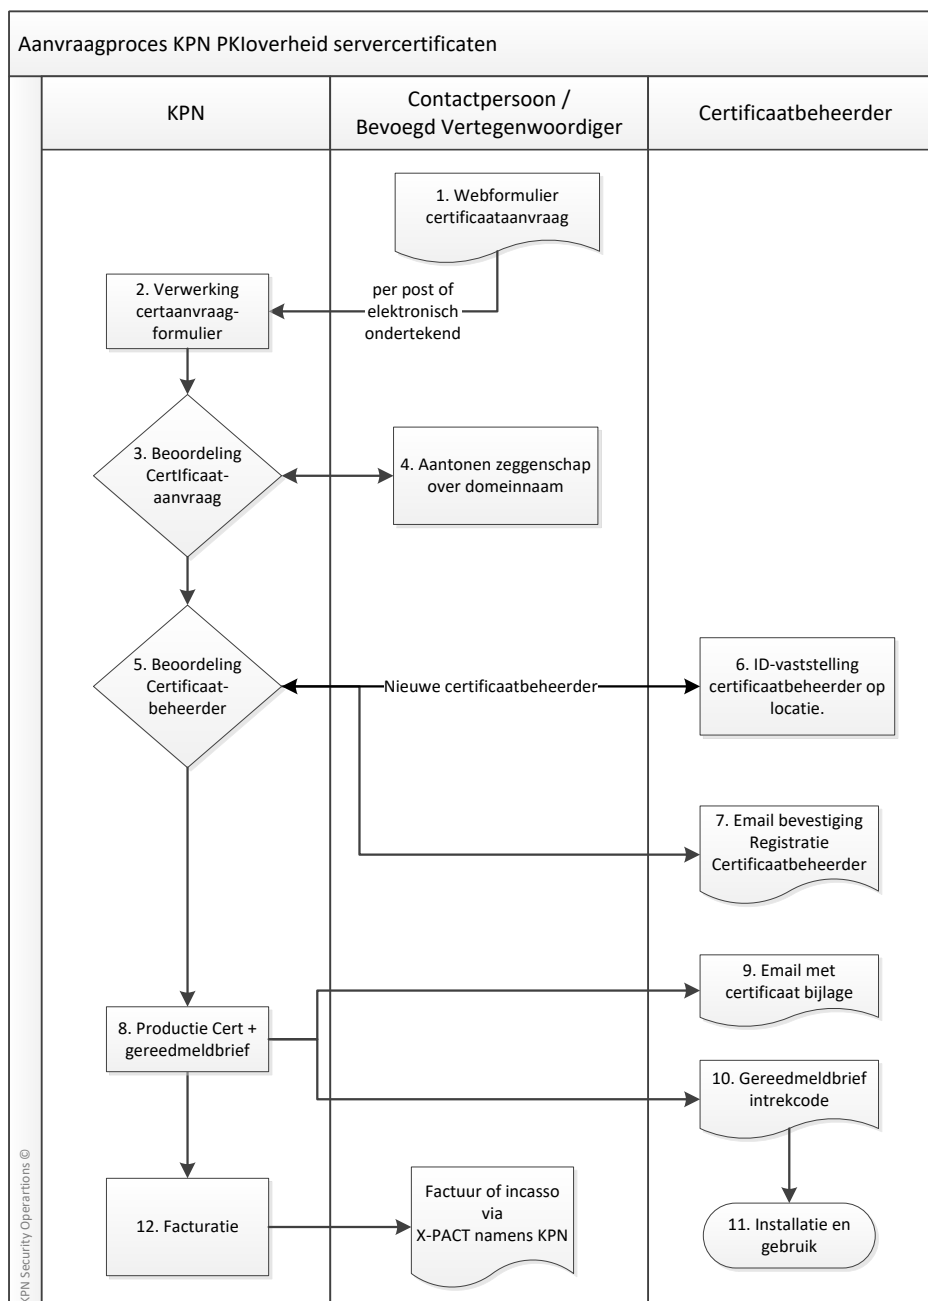 Aanvraagproces KPN PKIoverheid servercertificaten
KPN
Contactpersoon /
Bevoegd Vertegenwoordiger
Certificaatbeheerder
1. Webformulier
certificaataanvraag
2. Verwerking
certaanvraag-
formulier
per post of
elektronisch
ondertekend
3. Beoordeling
CertIficaat-
aanvraag
4. Aantonen zeggenschap
over domeinnaam
5. Beoordeling
Certificaat-
beheerder
Nieuwe certificaatbeheerder
6. ID-vaststelling
certificaatbeheerder op
locatie.
7. Email bevestiging
Registratie
Certificaatbeheerder
8. Productie Cert +
gereedmeldbrief
9. Email met
certificaat bijlage
10. Gereedmeldbrief
intrekcode
11. Installatie en
gebruik
12. Facturatie
Factuur of incasso
via
X-PACT namens KPN
KPN Security Operartions ©